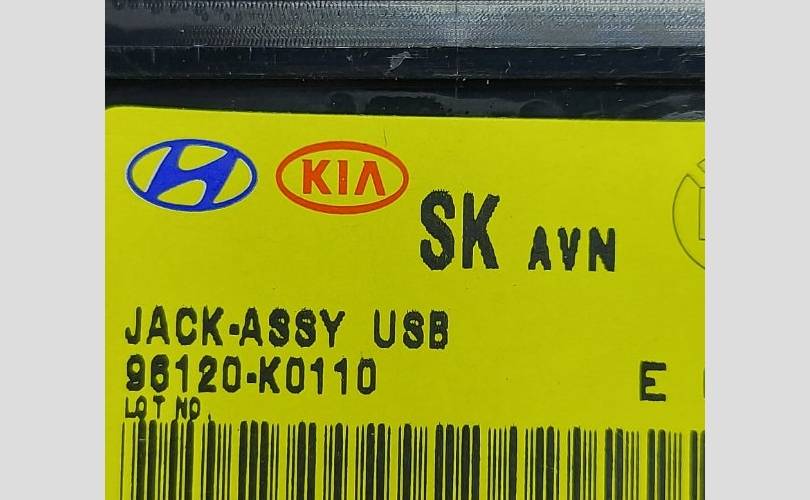 KIA
SK AVN
JACK-ASSY USB
96120-K0110
E
LOT NO.